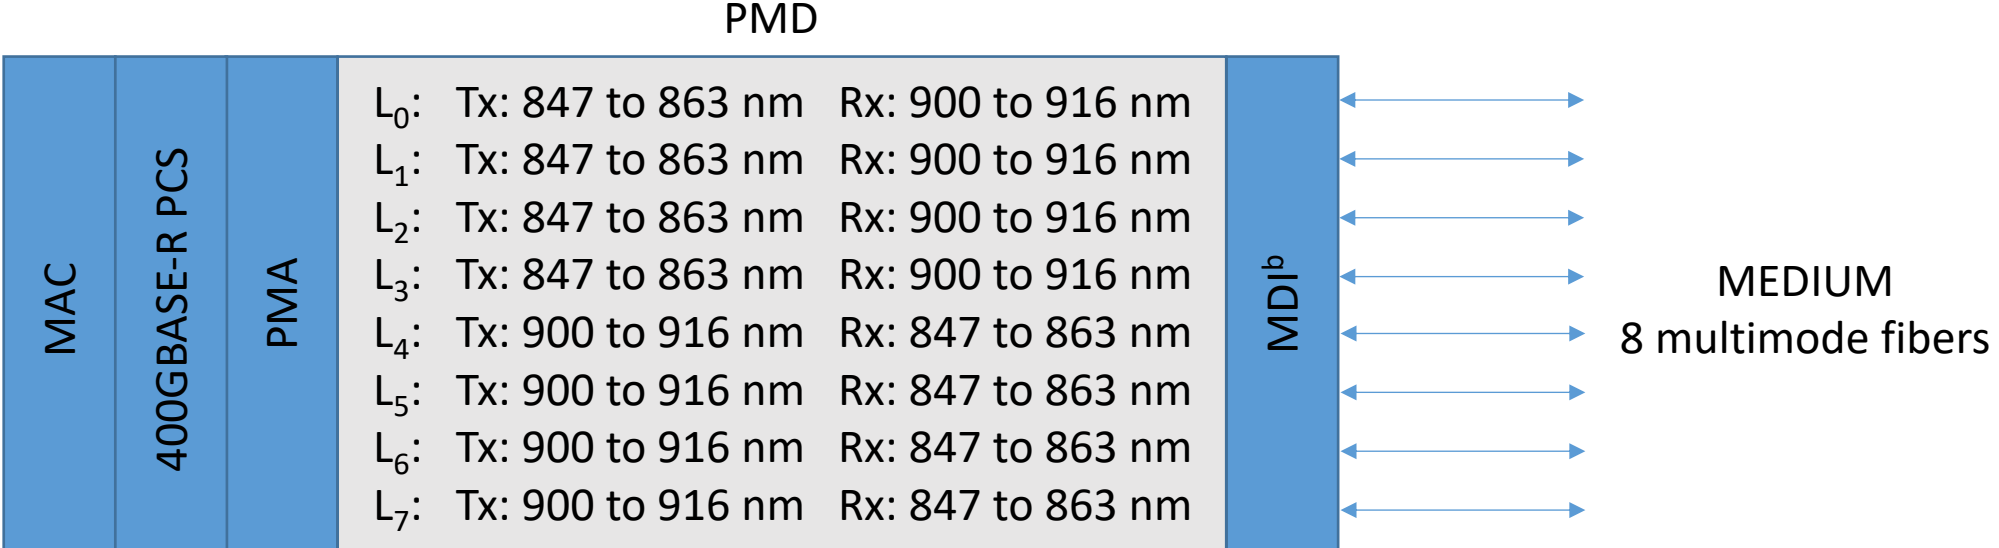 PMD
MAC
400GBASE-R PCS
PMA
L₀: Tx: 847 to 863 nm Rx: 900 to 916 nm
L₁: Tx: 847 to 863 nm Rx: 900 to 916 nm
L₂: Tx: 847 to 863 nm Rx: 900 to 916 nm
L₃: Tx: 847 to 863 nm Rx: 900 to 916 nm
L₄: Tx: 900 to 916 nm Rx: 847 to 863 nm
L₅: Tx: 900 to 916 nm Rx: 847 to 863 nm
L₆: Tx: 900 to 916 nm Rx: 847 to 863 nm
L₇: Tx: 900 to 916 nm Rx: 847 to 863 nm
MDIᵇ
MEDIUM
8 multimode fibers